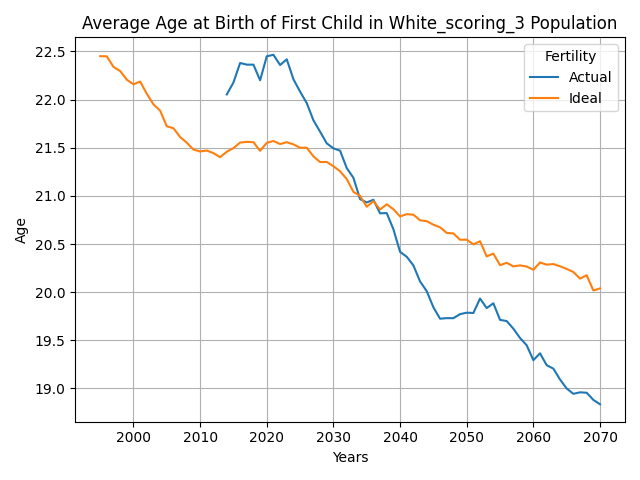 Average Age at Birth of First Child in White_scoring_3 Population
Fertility
Actual
Ideal
22.5
22.0
21.5
21.0
20.5
20.0
19.5
19.0
Age
2000 2010 2020 2030 2040 2050 2060 2070
Years